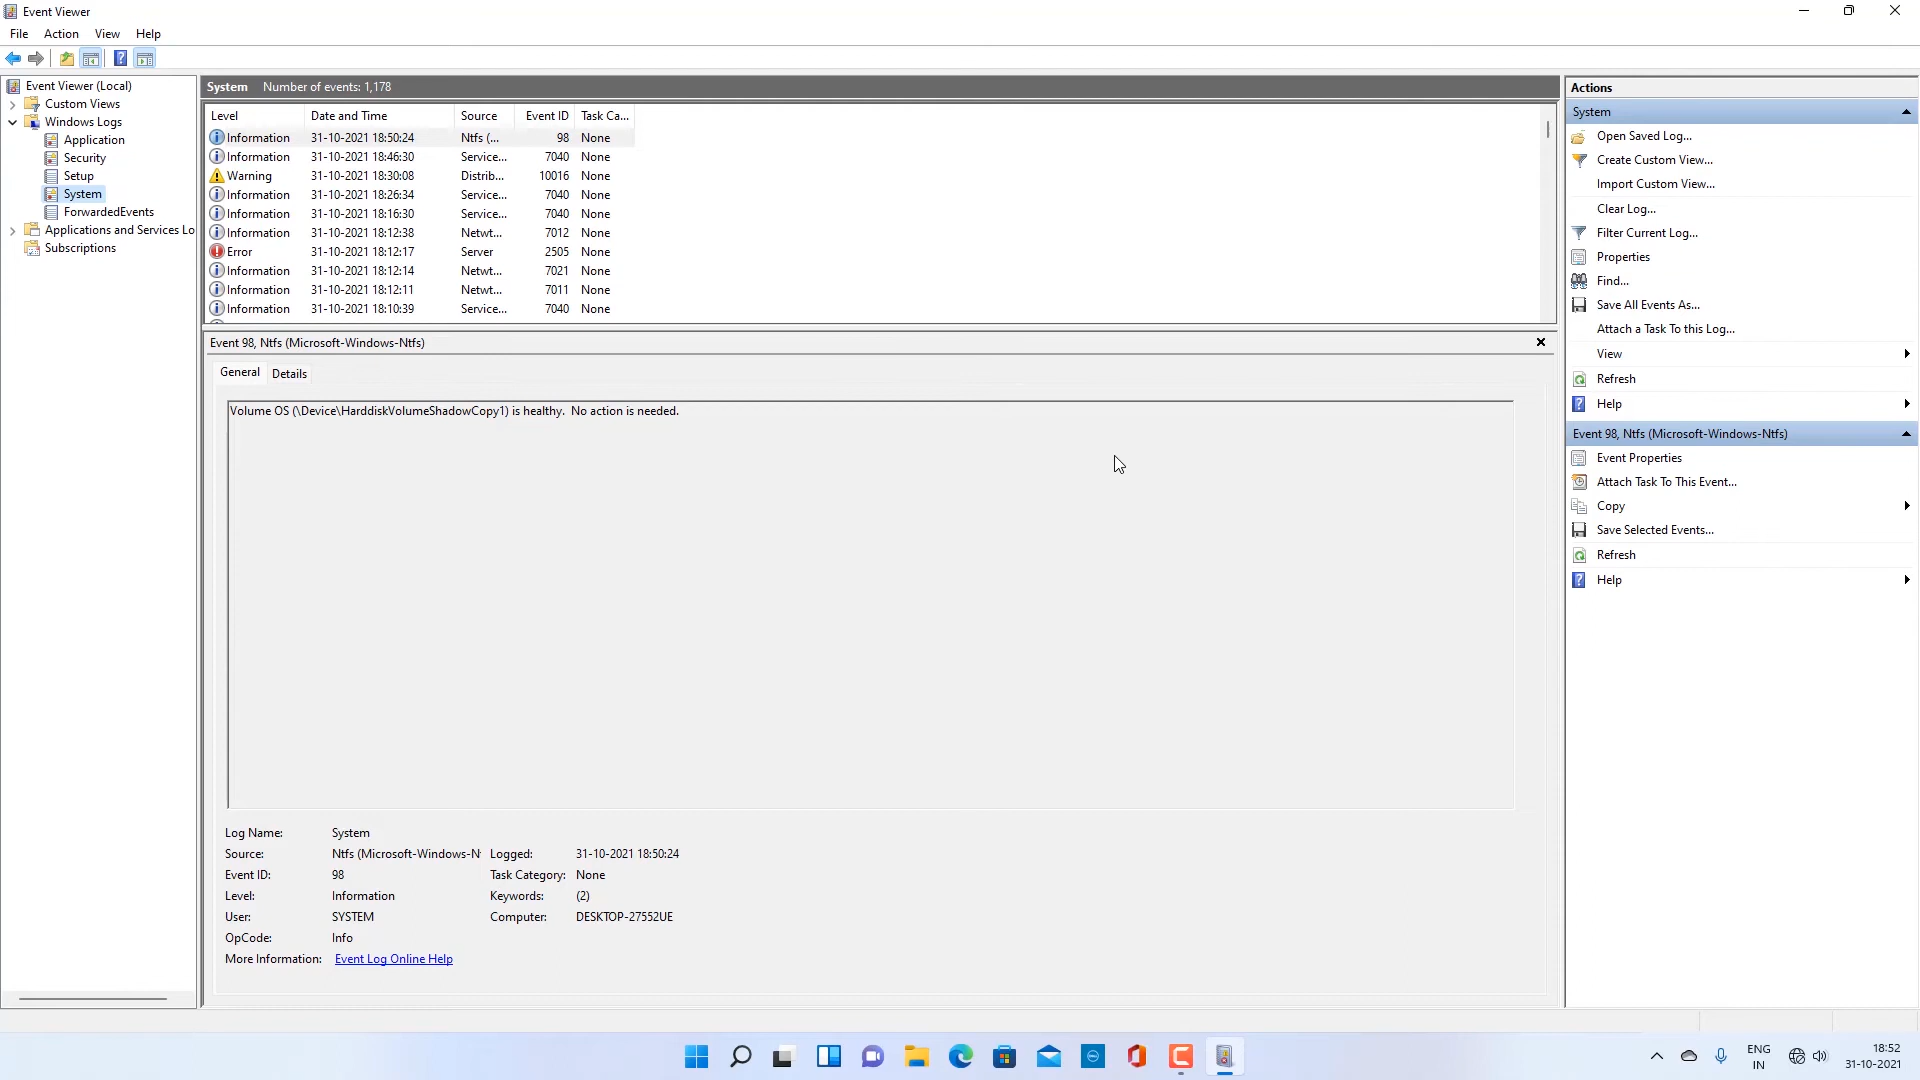 Event Viewer
File Action View Help
Event Viewer (Local)
Custom Views
Windows Logs
Application
Security
Setup
System
ForwardedEvents
Applications and Services Lo
Subscriptions
System Number of events: 1,178
Level Date and Time Source Event ID Task Ca...
Information 31-10-2021 18:50:24 Ntfs (... 98 None
Information 31-10-2021 18:46:30 Service... 7040 None
Warning 31-10-2021 18:30:08 Distrib... 10016 None
Information 31-10-2021 18:26:34 Service... 7040 None
Information 31-10-2021 18:16:30 Service... 7040 None
Information 31-10-2021 18:12:38 Netwt... 7012 None
Error 31-10-2021 18:12:17 Server 2505 None
Information 31-10-2021 18:12:14 Netwt... 7021 None
Information 31-10-2021 18:12:11 Netwt... 7011 None
Information 31-10-2021 18:10:39 Service... 7040 None
Event 98, Ntfs (Microsoft-Windows-Ntfs)
General Details
Volume OS (\Device\HarddiskVolumeShadowCopy1) is healthy.  No action is needed.
Log Name: System
Source: Ntfs (Microsoft-Windows-N Logged: 31-10-2021 18:50:24
Event ID: 98 Task Category: None
Level: Information Keywords: (2)
User: SYSTEM Computer: DESKTOP-27552UE
OpCode: Info
More Information: Event Log Online Help
Actions
System
Open Saved Log...
Create Custom View...
Import Custom View...
Clear Log...
Filter Current Log...
Properties
Find...
Save All Events As...
Attach a Task To this Log...
View
Refresh
Help
Event 98, Ntfs (Microsoft-Windows-Ntfs)
Event Properties
Attach Task To This Event...
Copy
Save Selected Events...
Refresh
Help
ENG
IN
18:52
31-10-2021